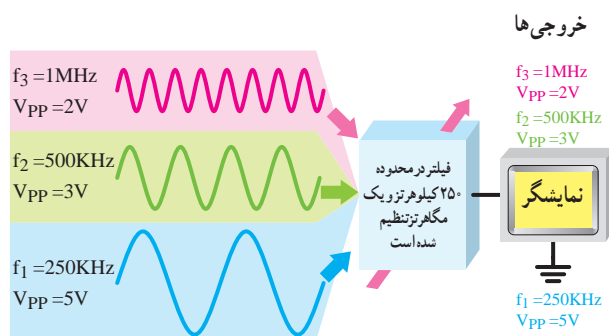 خروجی‌ها
f3 =1MHz
VPP =2V
f2 =500KHz
VPP =3V
f1 =250KHz
VPP =5V
فیلتر در محدوده
۲۵۰ کیلوهرتز و یک
مگاهرتز تنظیم
شده است
f3 =1MHz
VPP =2V
f2 =500KHz
VPP =3V
نمایشگر
f1 =250KHz
VPP =5V